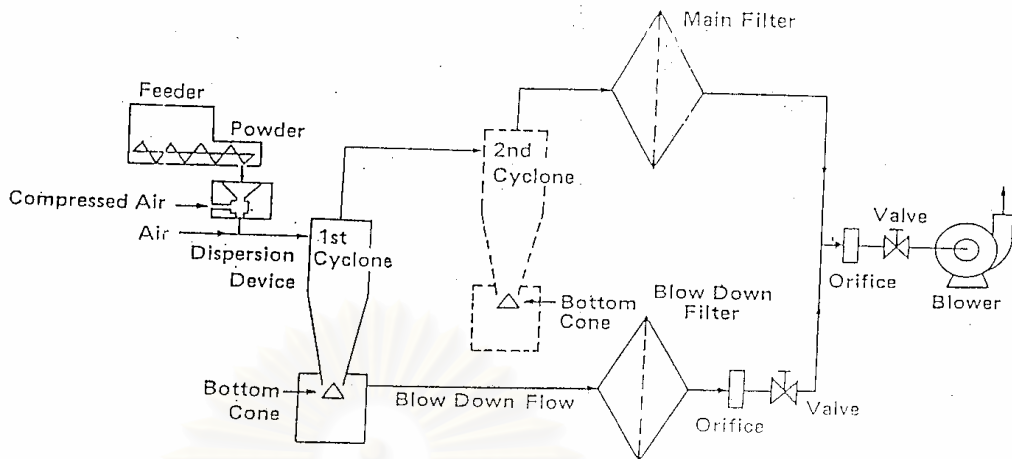 Main Filter
Feeder
Powder
2nd
Cyclone
Compressed Air
Valve
Air
1st
Cyclone
Dispersion
Device
Orifice
Blower
Bottom
Cone
Blow Down
Filter
Bottom
Cone
Blow Down Flow
Orifice
Valve